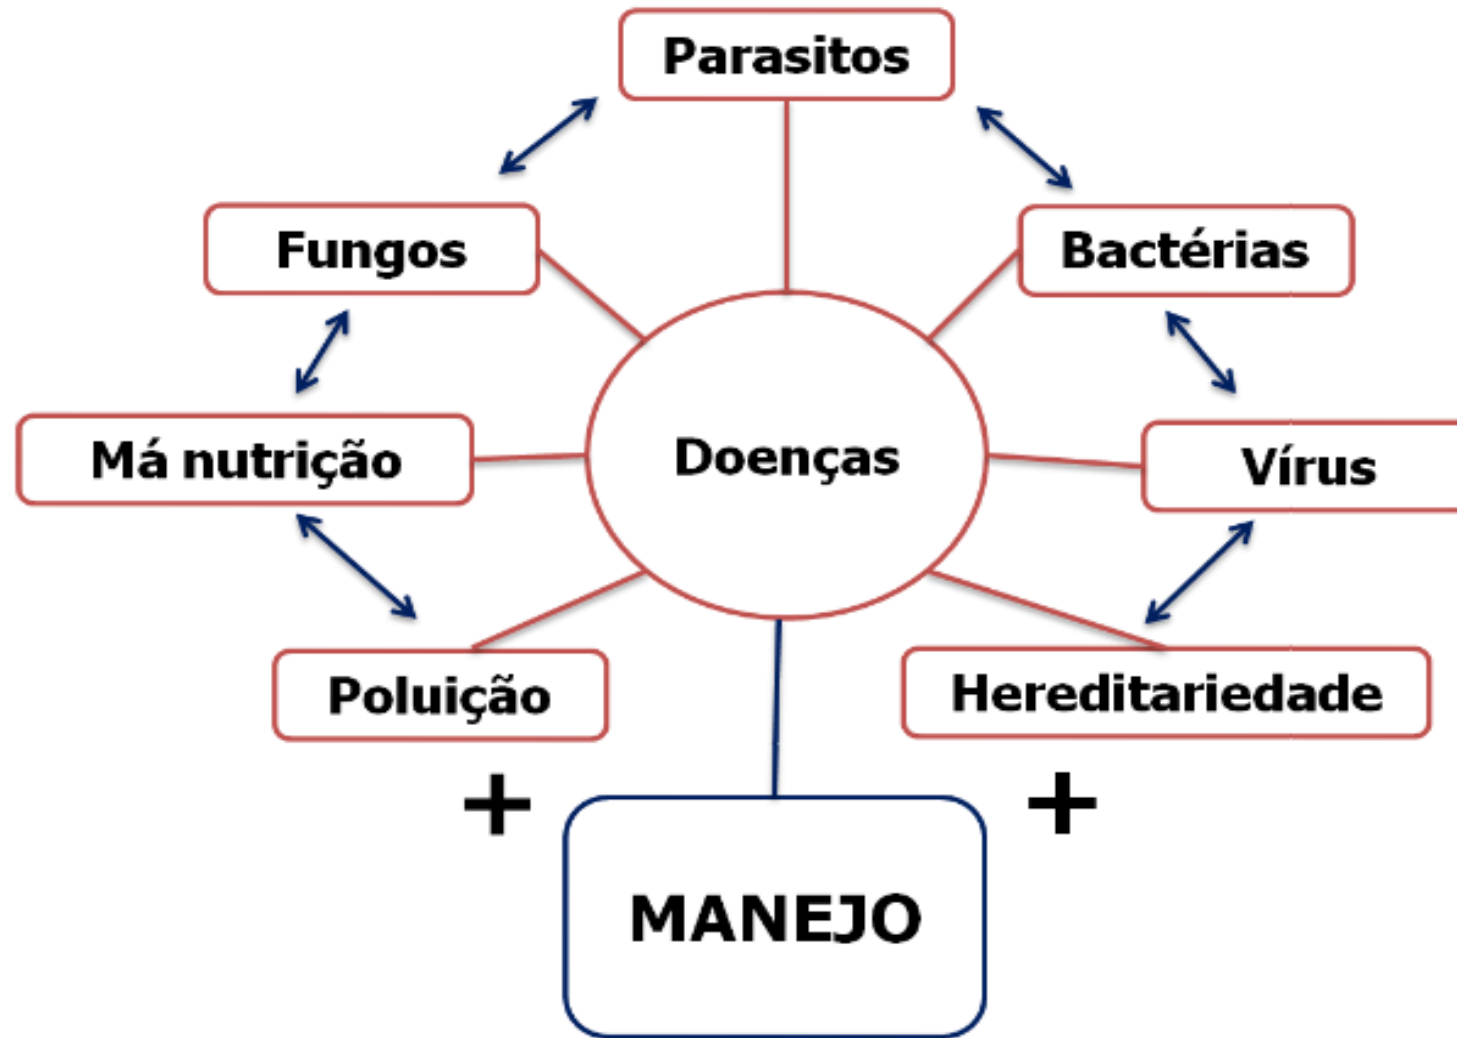 Parasitos
Fungos
Bactérias
Má nutrição
Doenças
Vírus
Poluição
Hereditariedade
+
+
MANEJO